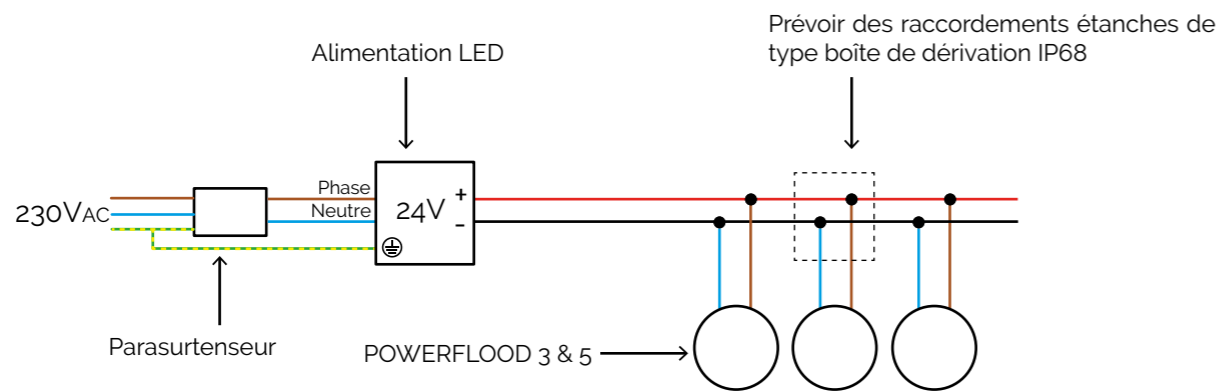 Prévoir des raccordements étanches de
type boîte de dérivation IP68
Alimentation LED
230VAC
Phase
Neutre
24V
+
-
Parasurtenseur
POWERFLOOD 3 & 5